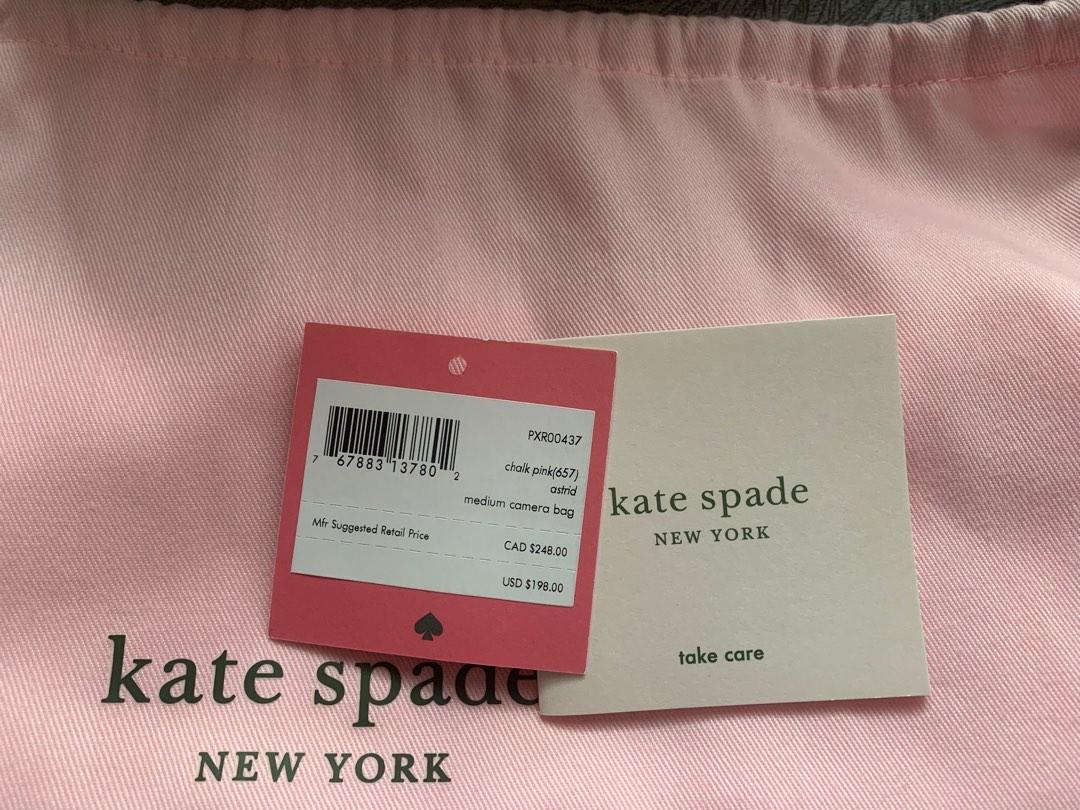 PXR00437
7 67883 13780 2
chalk pink(657)
astrid
medium camera bag
Mfr Suggested Retail Price
CAD $248.00
USD $198.00
kate spade
NEW YORK
take care
kate spade
NEW YORK